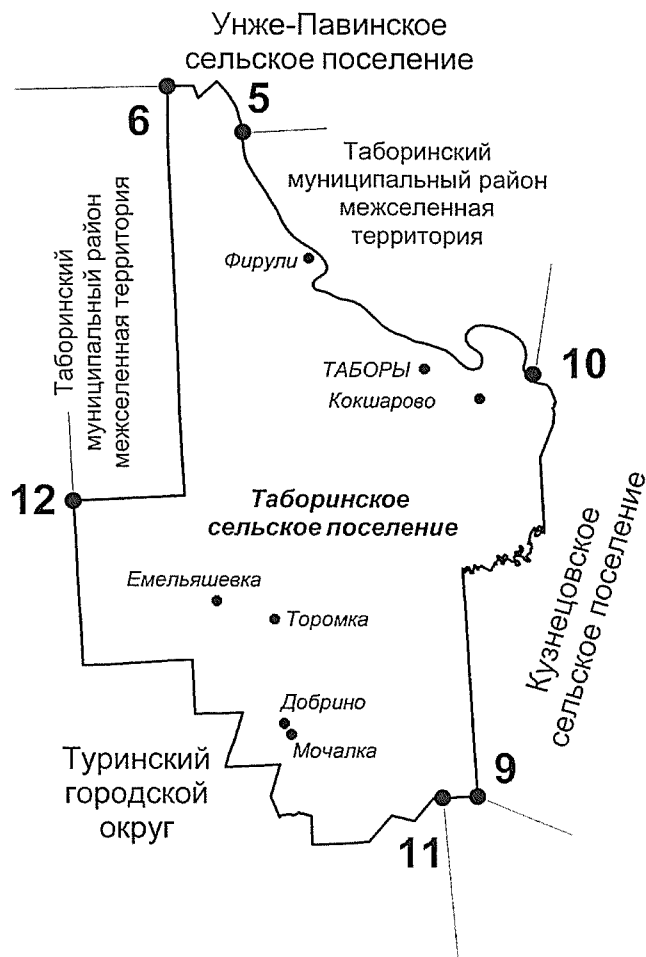 Унже-Павинское
сельское поселение
6
5
Таборинский
муниципальный район
межселенная
территория
Таборинский
муниципальный район
межселенная территория
Фирули
ТАБОРЫ
Кокшарово
10
12
Таборинское
сельское поселение
Кузнецовское
сельское поселение
Емельяшевка
Торомка
Добрино
Мочалка
Туринский
городской
округ
9
11